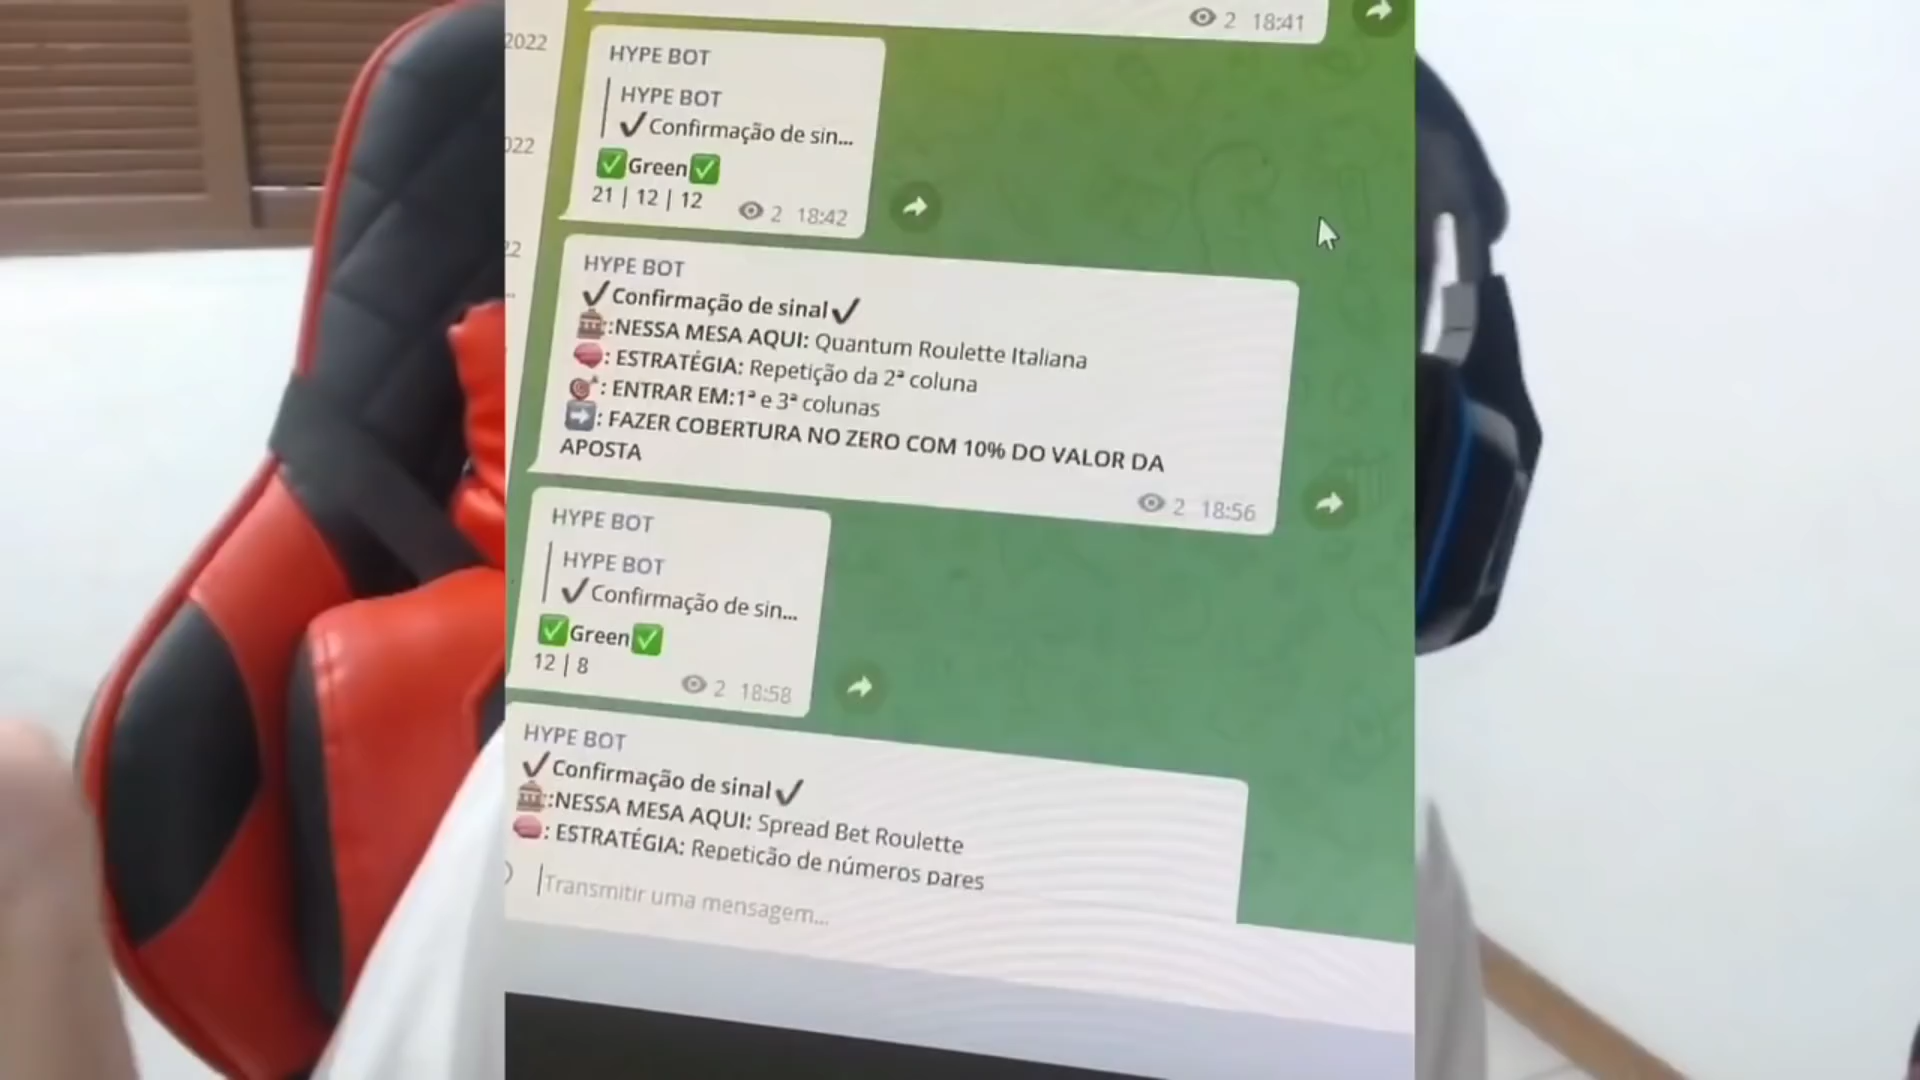 2 18:41
2022
HYPE BOT
HYPE BOT
✔Confirmação de sin...
022
✅Green✅
21 | 12 | 12
2 18:42
HYPE BOT
✔Confirmação de sinal✔
:NESSA MESA AQUI: Quantum Roulette Italiana
: ESTRATÉGIA: Repetição da 2ª coluna
: ENTRAR EM:1ª e 3ª colunas
: FAZER COBERTURA NO ZERO COM 10% DO VALOR DA
APOSTA
2 18:56
HYPE BOT
HYPE BOT
✔Confirmação de sin...
✅Green✅
12 | 8
2 18:58
HYPE BOT
✔Confirmação de sinal✔
:NESSA MESA AQUI: Spread Bet Roulette
: ESTRATÉGIA: Repetição de números pares
Transmitir uma mensagem...